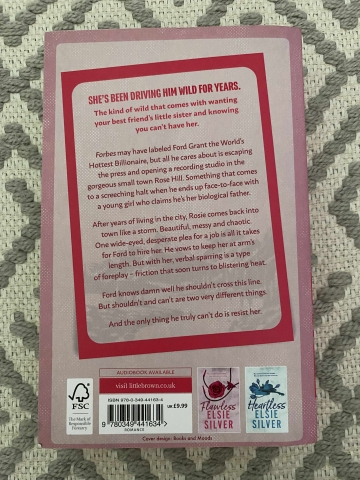 SHE'S BEEN DRIVING HIM WILD FOR YEARS.
The kind of wild that comes with wanting
your best friend's little sister and knowing
you can't have her.
Forbes may have labeled Ford Grant the World's
Hottest Billionaire, but all he cares about is escaping
the press and opening a recording studio in the
gorgeous small town Rose Hill. Something that comes
to a screeching halt when he ends up face-to-face with
a young girl who claims he's her biological father.
After years of living in the city, Rosie comes back into
town like a storm. Beautiful, messy and chaotic.
One wide-eyed, desperate plea for a job is all it takes
for Ford to hire her. He vows to keep her at arm's
length. But with her, verbal sparring is a type
of foreplay – friction that soon turns to blistering heat.
Ford knows damn well he shouldn't cross this line.
But shouldn't and can't are two very different things.
And the only thing he truly can't do is resist her.
AUDIOBOOK AVAILABLE
visit littlebrown.co.uk
FSC
The Mark of
Responsible
Forestry
ISBN 978-0-349-44163-4
UK £9.99
9 780349 441634
ROMANCE
Flawless
ELSIE
SILVER
Heartless
ELSIE
SILVER
Cover design: Books and Moods